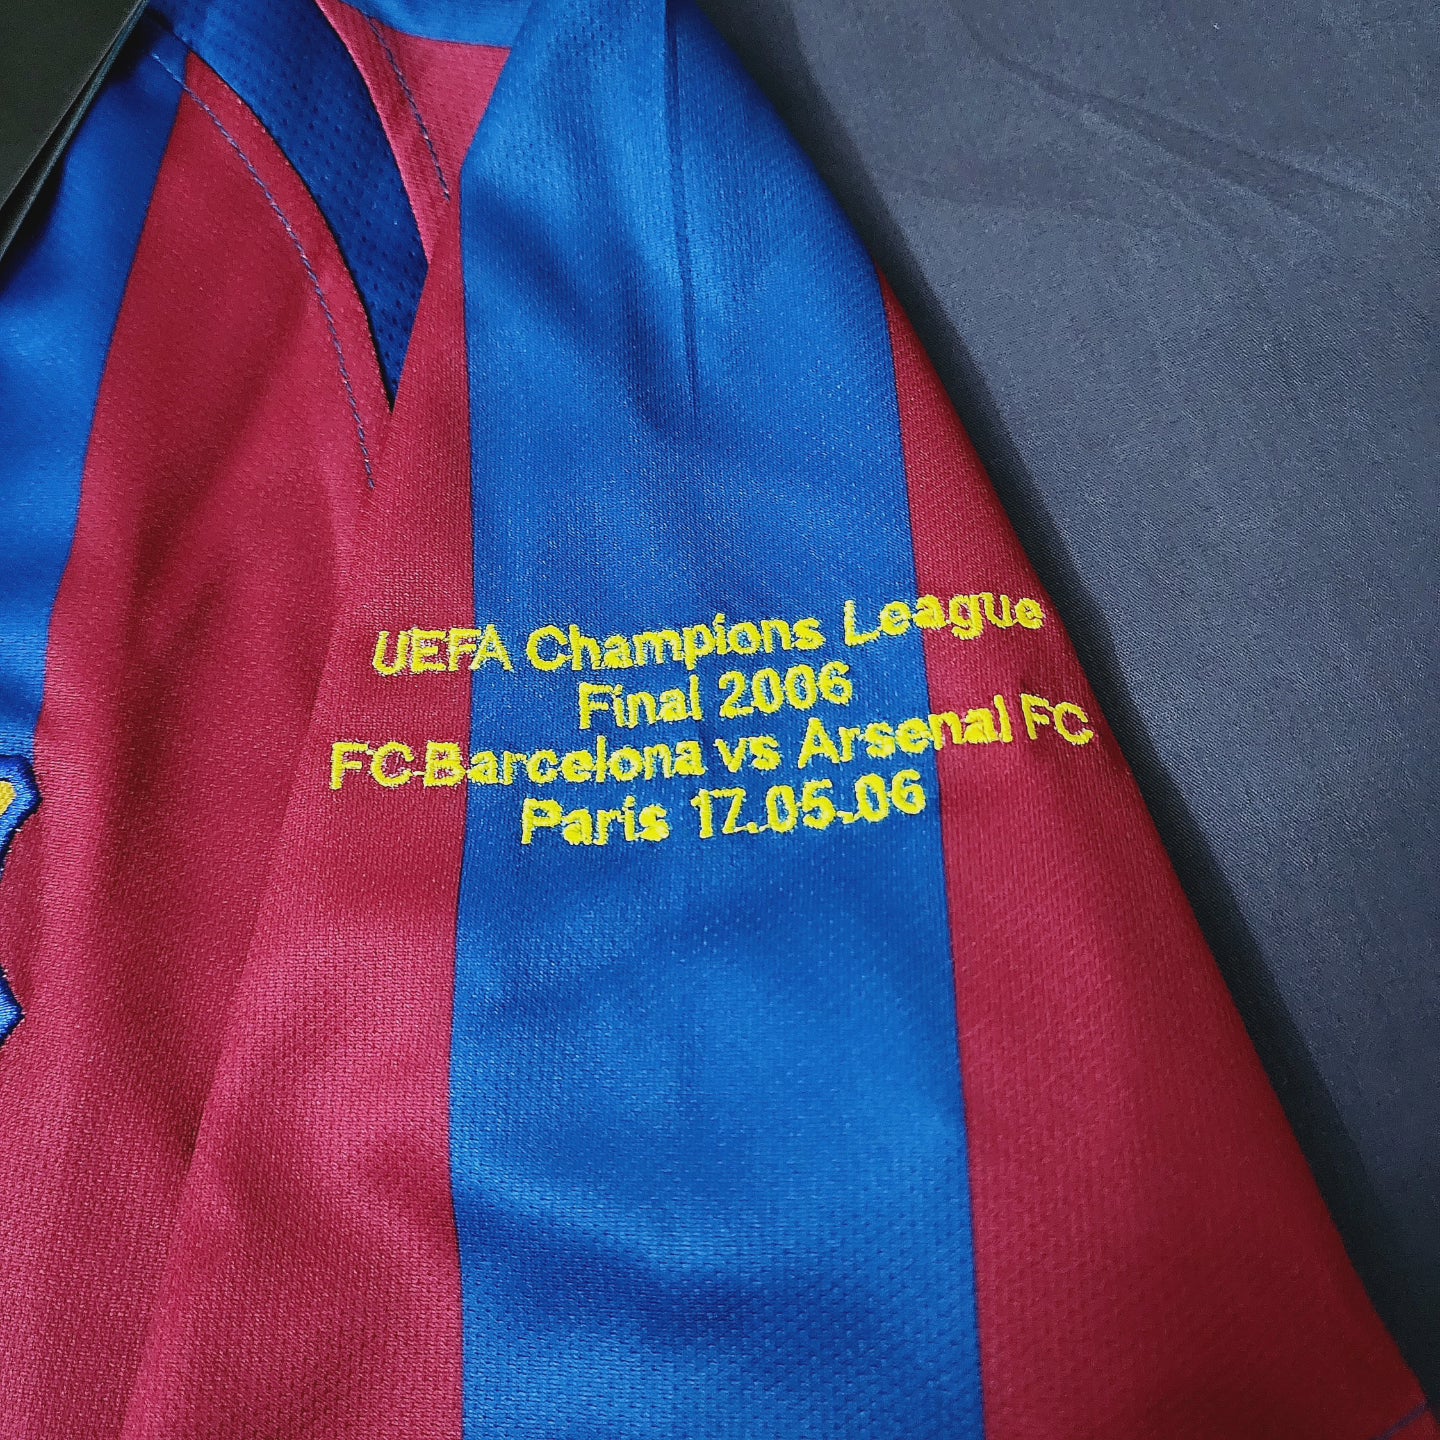 UEFA Champions League
Final 2006
FC Barcelona vs Arsenal FC
Paris 17.05.06